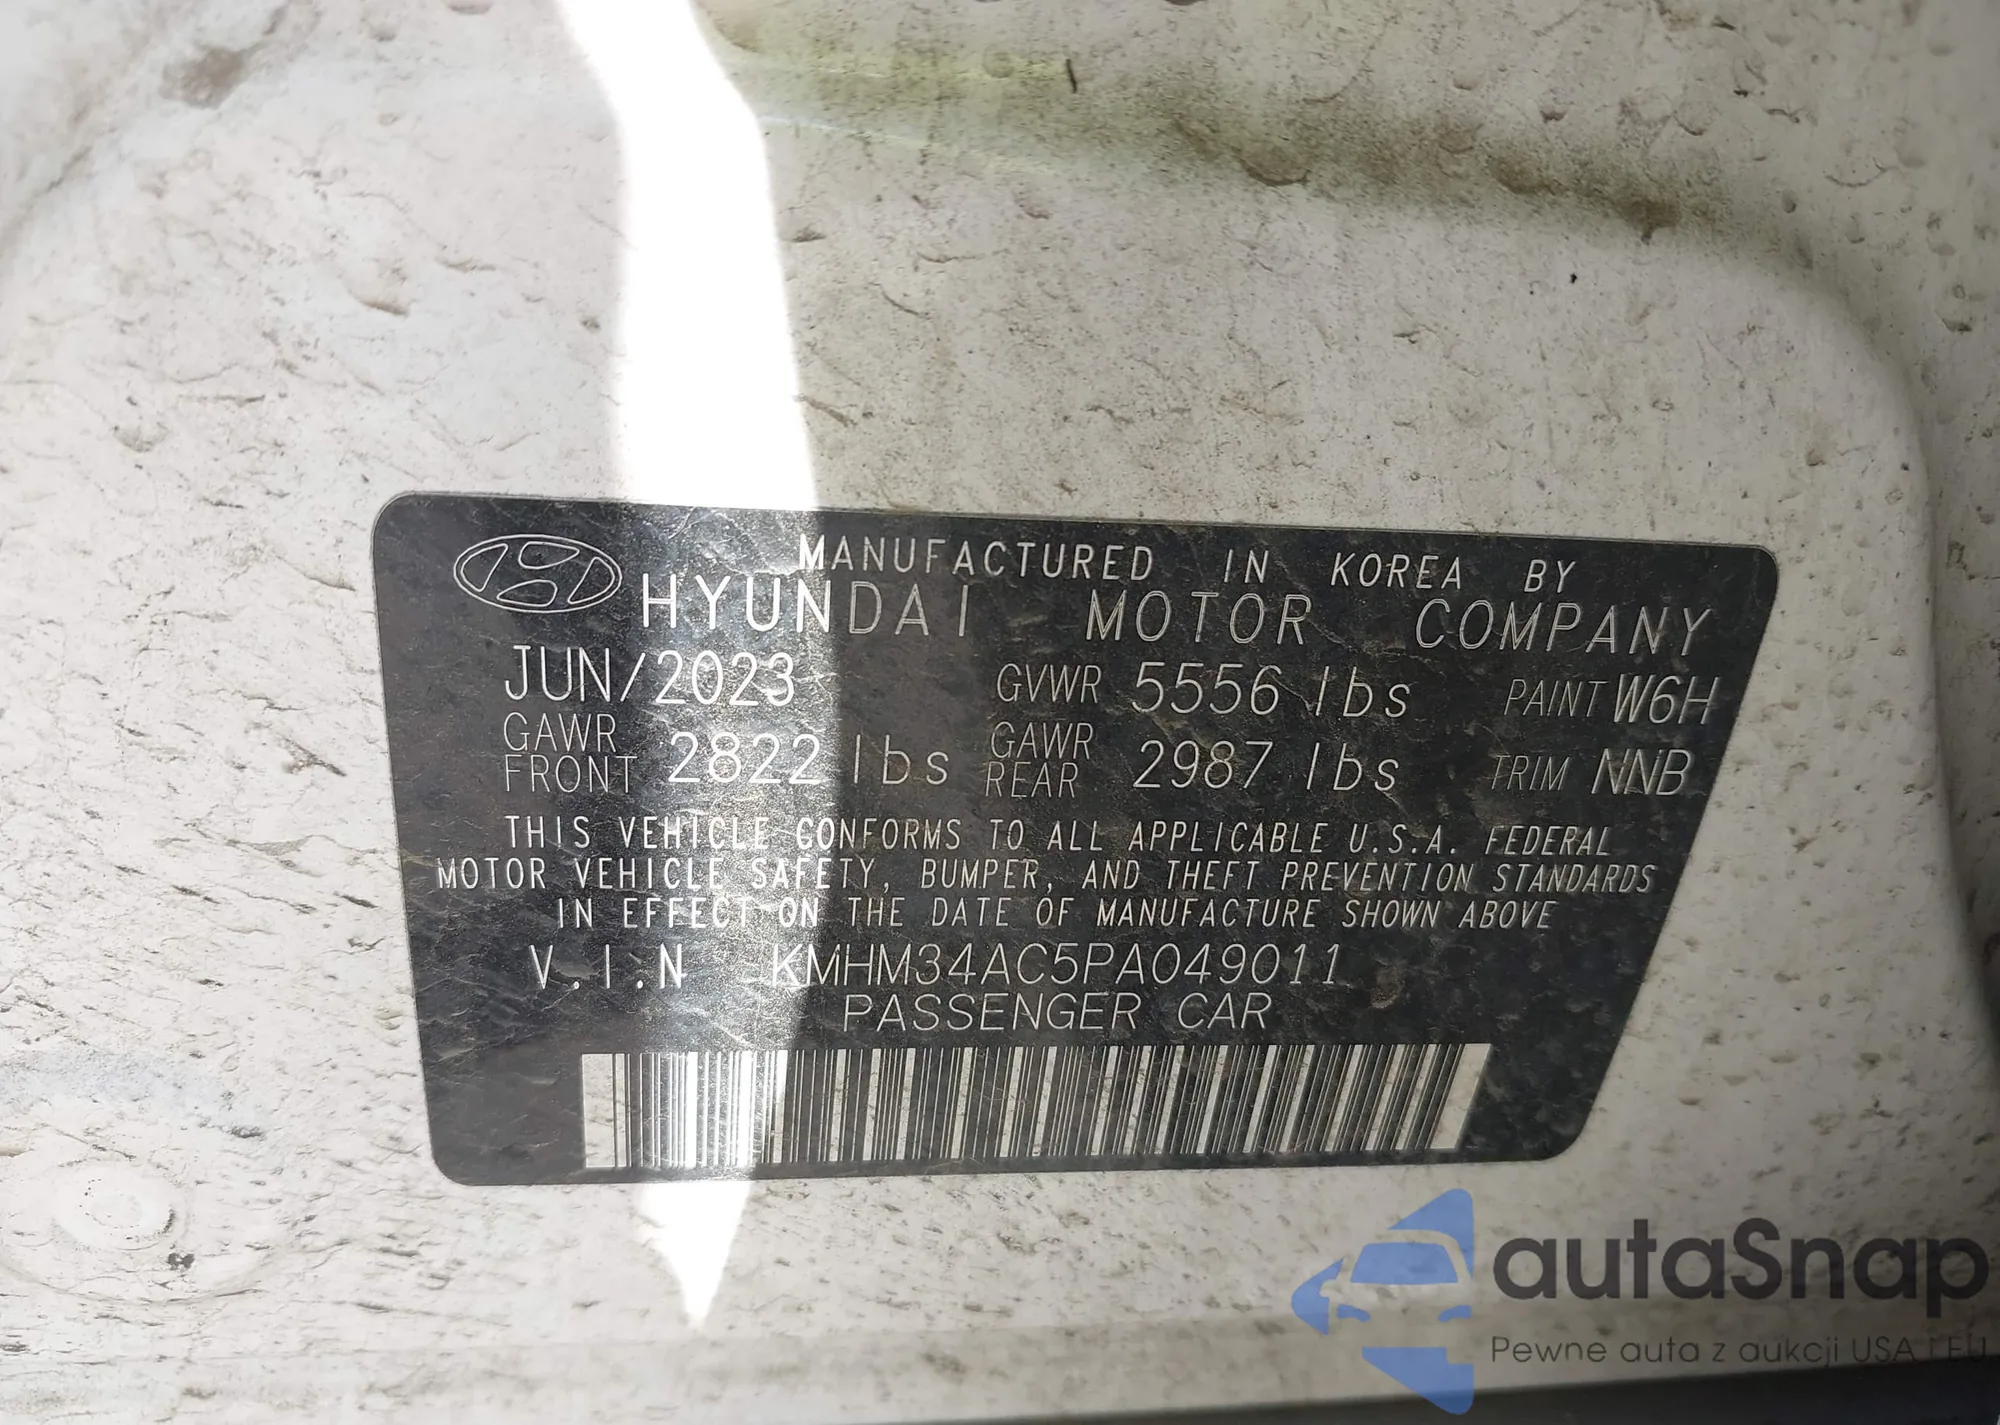 MANUFACTURED IN KOREA BY
HYUNDAI MOTOR COMPANY
JUN/2023 GVWR 5556 lbs PAINT W6H
GAWR FRONT 2822 lbs GAWR REAR 2987 lbs TRIM NNB
THIS VEHICLE CONFORMS TO ALL APPLICABLE U.S.A. FEDERAL
MOTOR VEHICLE SAFETY, BUMPER, AND THEFT PREVENTION STANDARDS
IN EFFECT ON THE DATE OF MANUFACTURE SHOWN ABOVE
V.I.N KMHM34AC5PA049011
PASSENGER CAR
autaSnap
Pewne auta z aukcji USA i EU